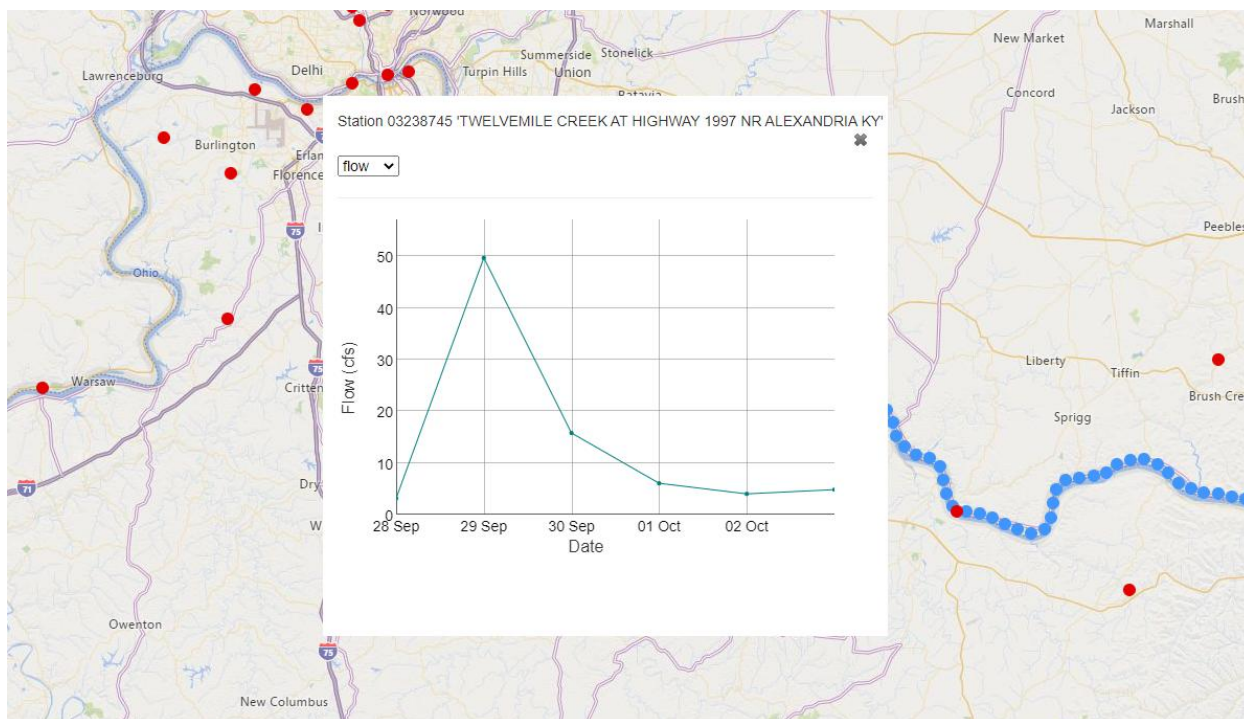 Norwood
Marshall
New Market
Summerside
Stonelick
Lawrenceburg
Delhi
Turpin Hills
Union
Batavia
Concord
Jackson
Brush
Station 03238745 'TWELVEMILE CREEK AT HIGHWAY 1997 NR ALEXANDRIA KY'
Burlington
Erlan
Florence
flow
75
Peebles
Ohio
50
40
30
20
10
0
Flow (cfs)
28 Sep
29 Sep
30 Sep
01 Oct
02 Oct
Date
Warsaw
75
Critten
Liberty
Tiffin
Brush Cre
Sprigg
71
Dry
W
Owenton
75
New Columbus